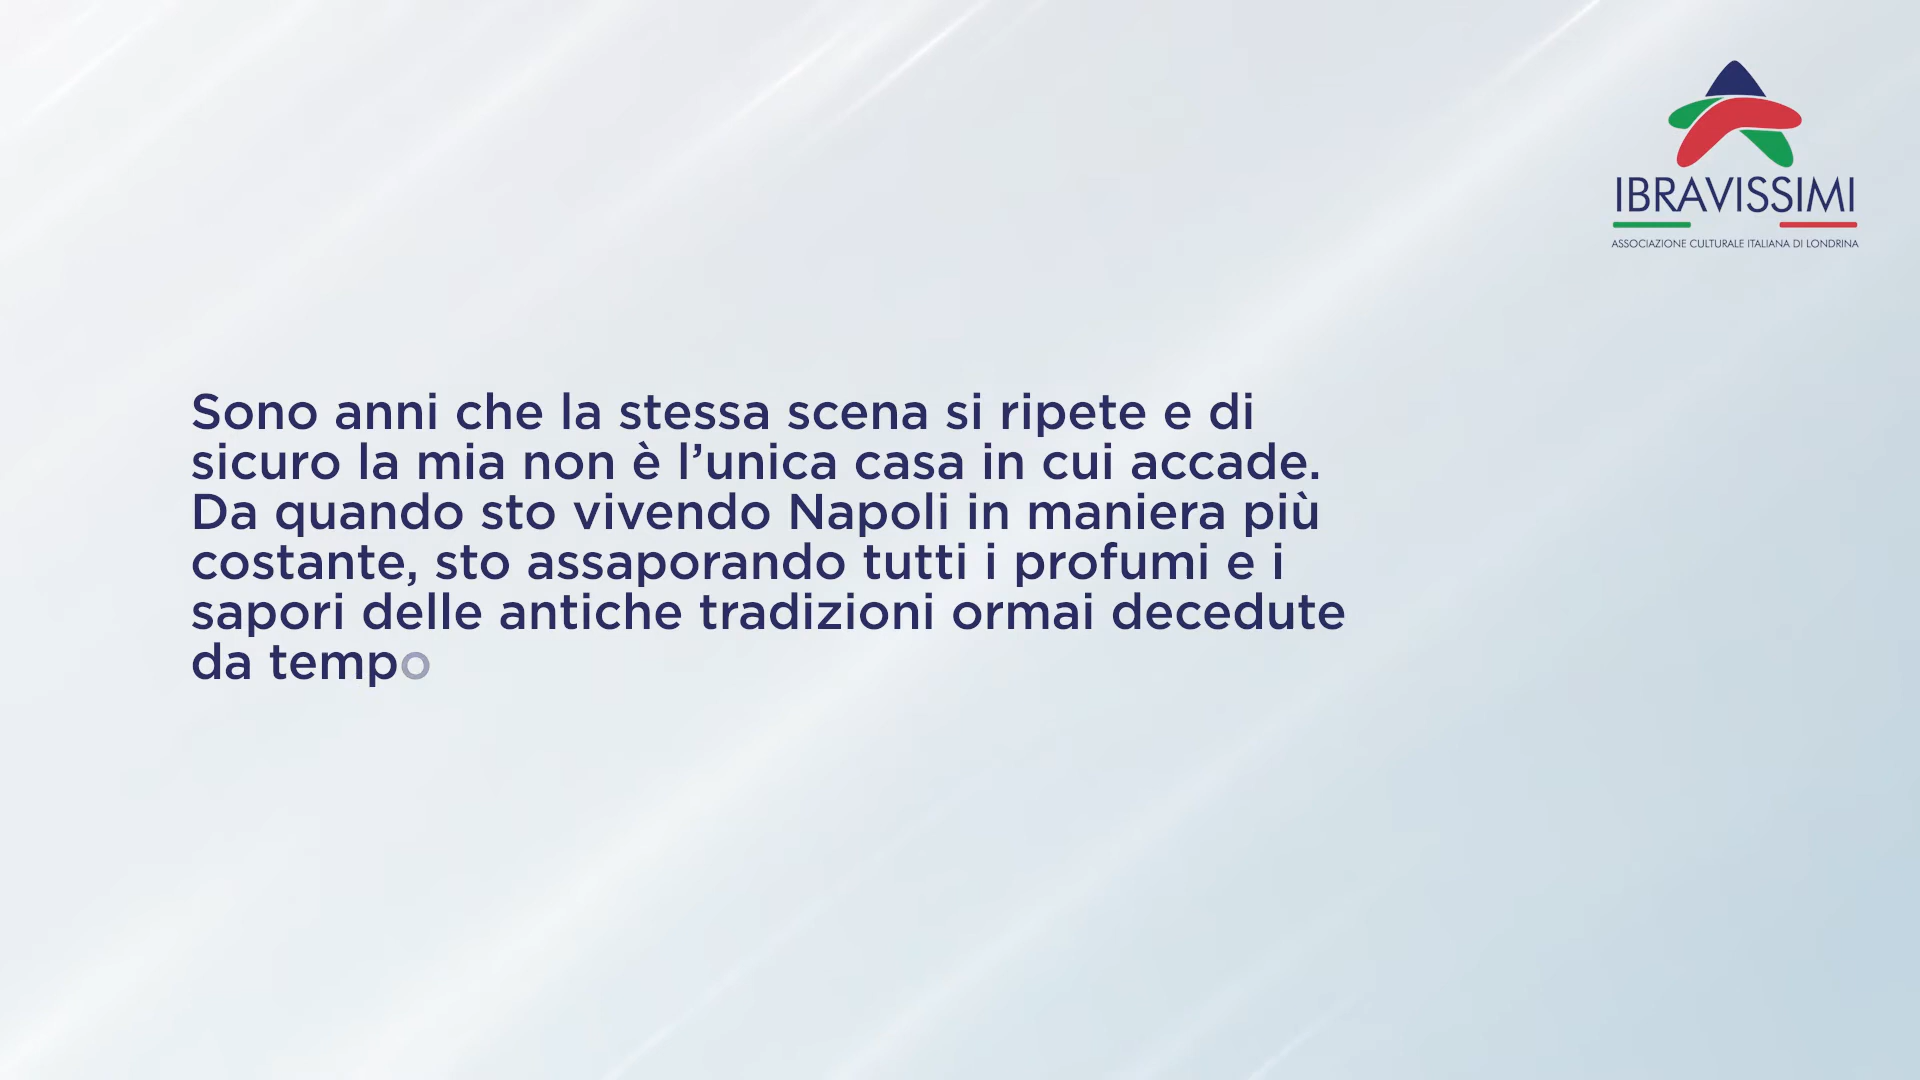 IBRAVISSIMI
ASSOCIAZIONE CULTURALE ITALIANA DI LONDRINA
Sono anni che la stessa scena si ripete e di
sicuro la mia non è l’unica casa in cui accade.
Da quando sto vivendo Napoli in maniera più
costante, sto assaporando tutti i profumi e i
sapori delle antiche tradizioni ormai decedute
da tempo